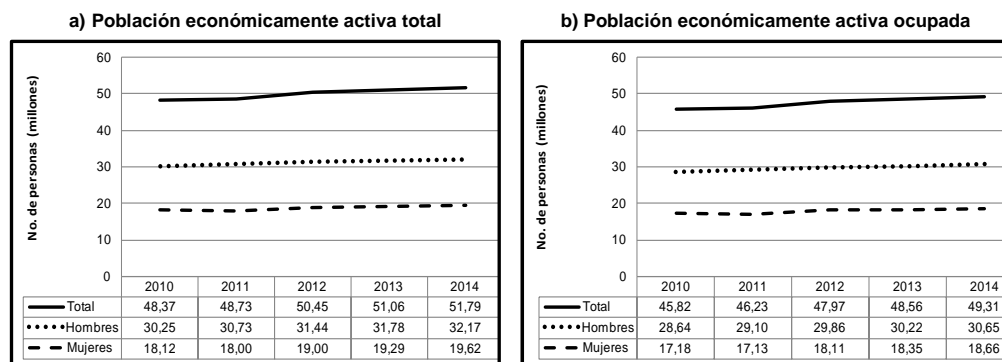 a) Población económicamente activa total
No. de personas (millones)
60
50
40
30
20
10
0
2010 2011 2012 2013 2014
Total 48,37 48,73 50,45 51,06 51,79
Hombres 30,25 30,73 31,44 31,78 32,17
Mujeres 18,12 18,00 19,00 19,29 19,62
b) Población económicamente activa ocupada
No. de personas (millones)
60
50
40
30
20
10
0
2010 2011 2012 2013 2014
Total 45,82 46,23 47,97 48,56 49,31
Hombres 28,64 29,10 29,86 30,22 30,65
Mujeres 17,18 17,13 18,11 18,35 18,66